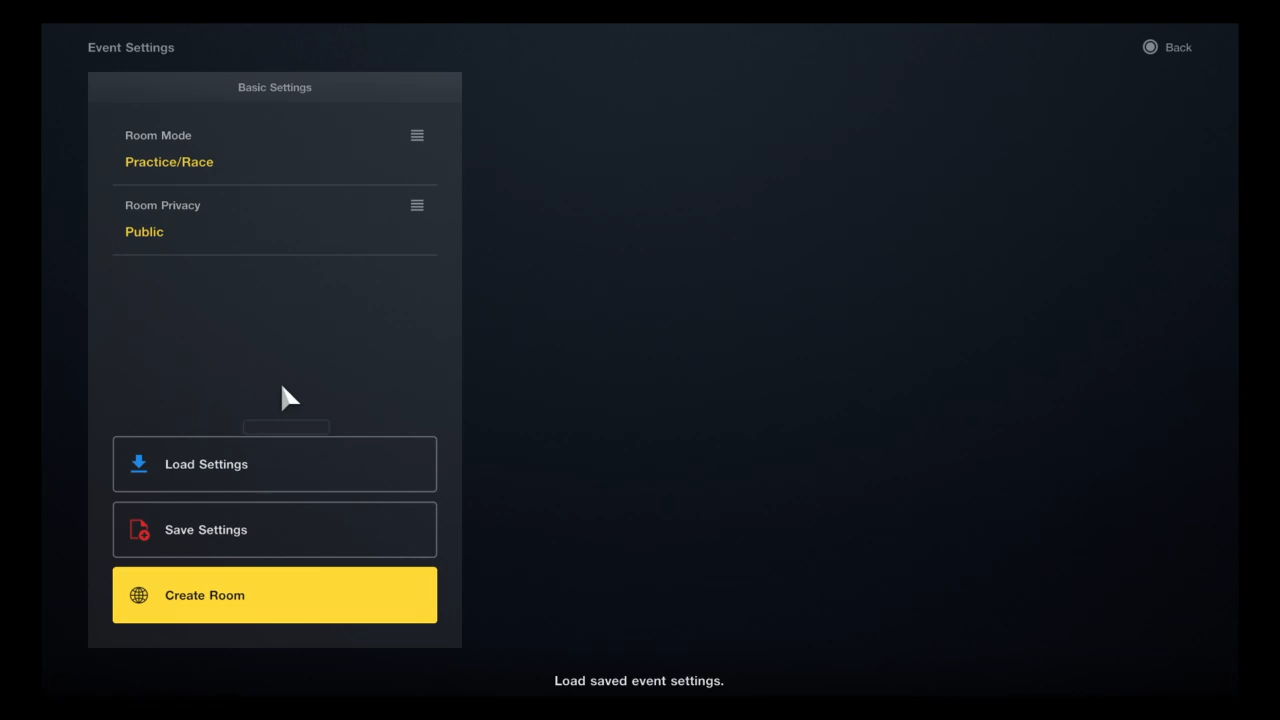 Event Settings
Back
Basic Settings
Room Mode
Practice/Race
Room Privacy
Public
Load Settings
Save Settings
Create Room
Load saved event settings.